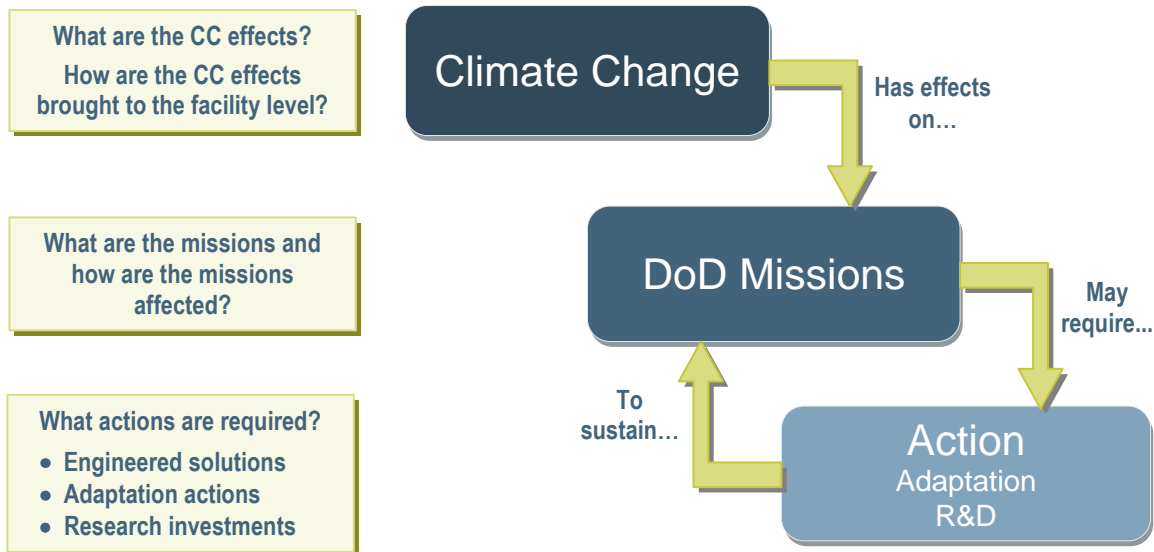 What are the CC effects?
How are the CC effects
brought to the facility level?
Climate Change
Has effects
on…
What are the missions and
how are the missions
affected?
DoD Missions
May
require...
What actions are required?
• Engineered solutions
• Adaptation actions
• Research investments
To
sustain…
Action
Adaptation
R&D